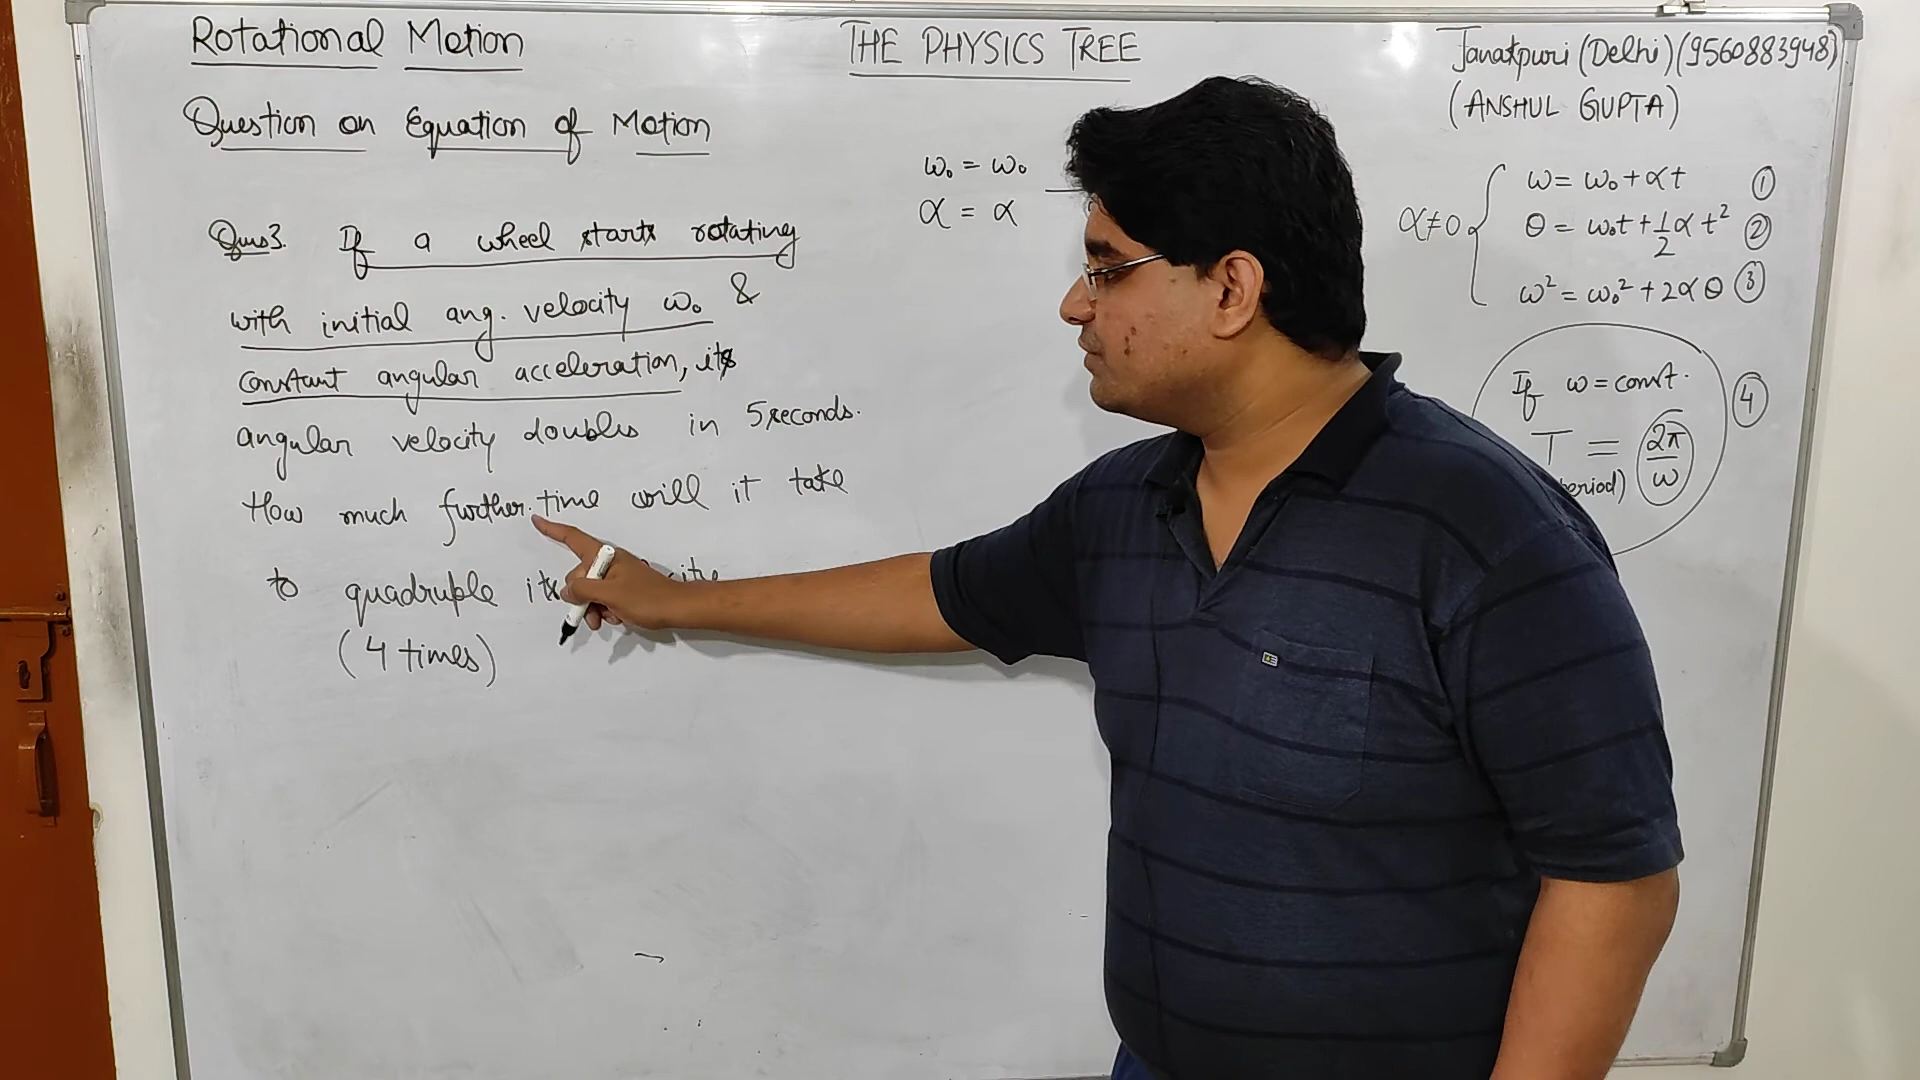 Rotational Motion
THE PHYSICS TREE
Janakpuri (Delhi) (9560883948)
(ANSHUL GUPTA)
Question on Equation of Motion
Ques3. If a wheel starts rotating
with initial ang. velocity ω₀ &
constant angular acceleration, its
angular velocity doubles in 5 seconds.
How much further time will it take
to quadruple its
(4 times)
ω₀ = ω₀
α = α
α≠0
ω = ω₀ + αt ①
θ = ω₀t + 1/2 α t² ②
ω² = ω₀² + 2αθ ③
If ω = const. ④
T = 2π/ω
period)